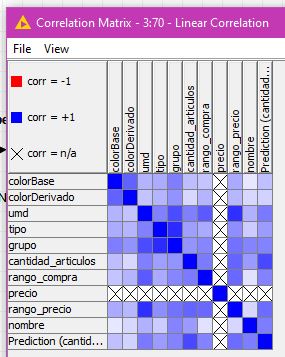 Correlation Matrix - 3:70 - Linear Correlation
File View
corr = -1
corr = +1
corr = n/a
colorBase
colorDerivado
umd
tipo
grupo
cantidad_articulos
rango_compra
precio
rango_precio
nombre
Prediction (cantidad...
colorBase
colorDerivado
umd
tipo
grupo
cantidad_articulos
rango_compra
precio
rango_precio
nombre
Prediction (cantid...